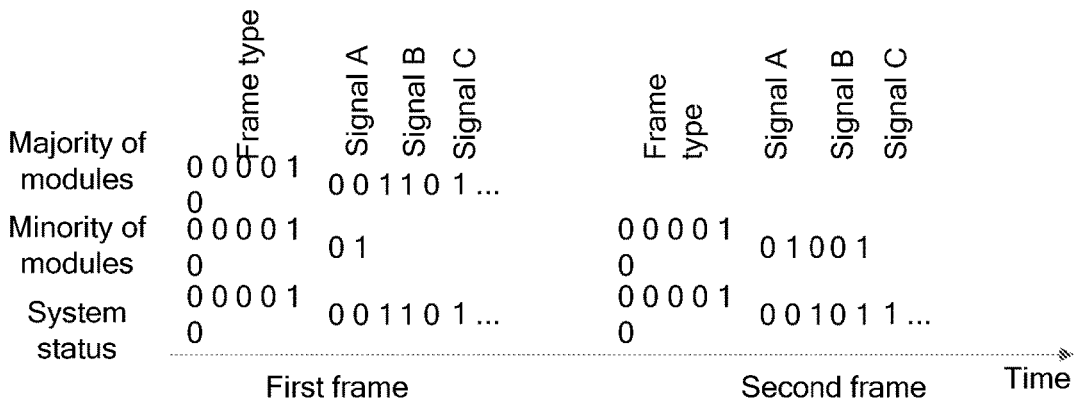 Frame type
Signal A
Signal B
Signal C
Frame
type
Signal A
Signal B
Signal C
Majority of
modules
0 0 0 0 1
0
0 0 1 1 0 1 ...
Minority of
modules
0 0 0 0 1
0
0 1
0 0 0 0 1
0
0 1 0 0 1
System
status
0 0 0 0 1
0
0 0 1 1 0 1 ...
0 0 0 0 1
0
0 0 1 0 1 1 ...
First frame
Second frame
Time